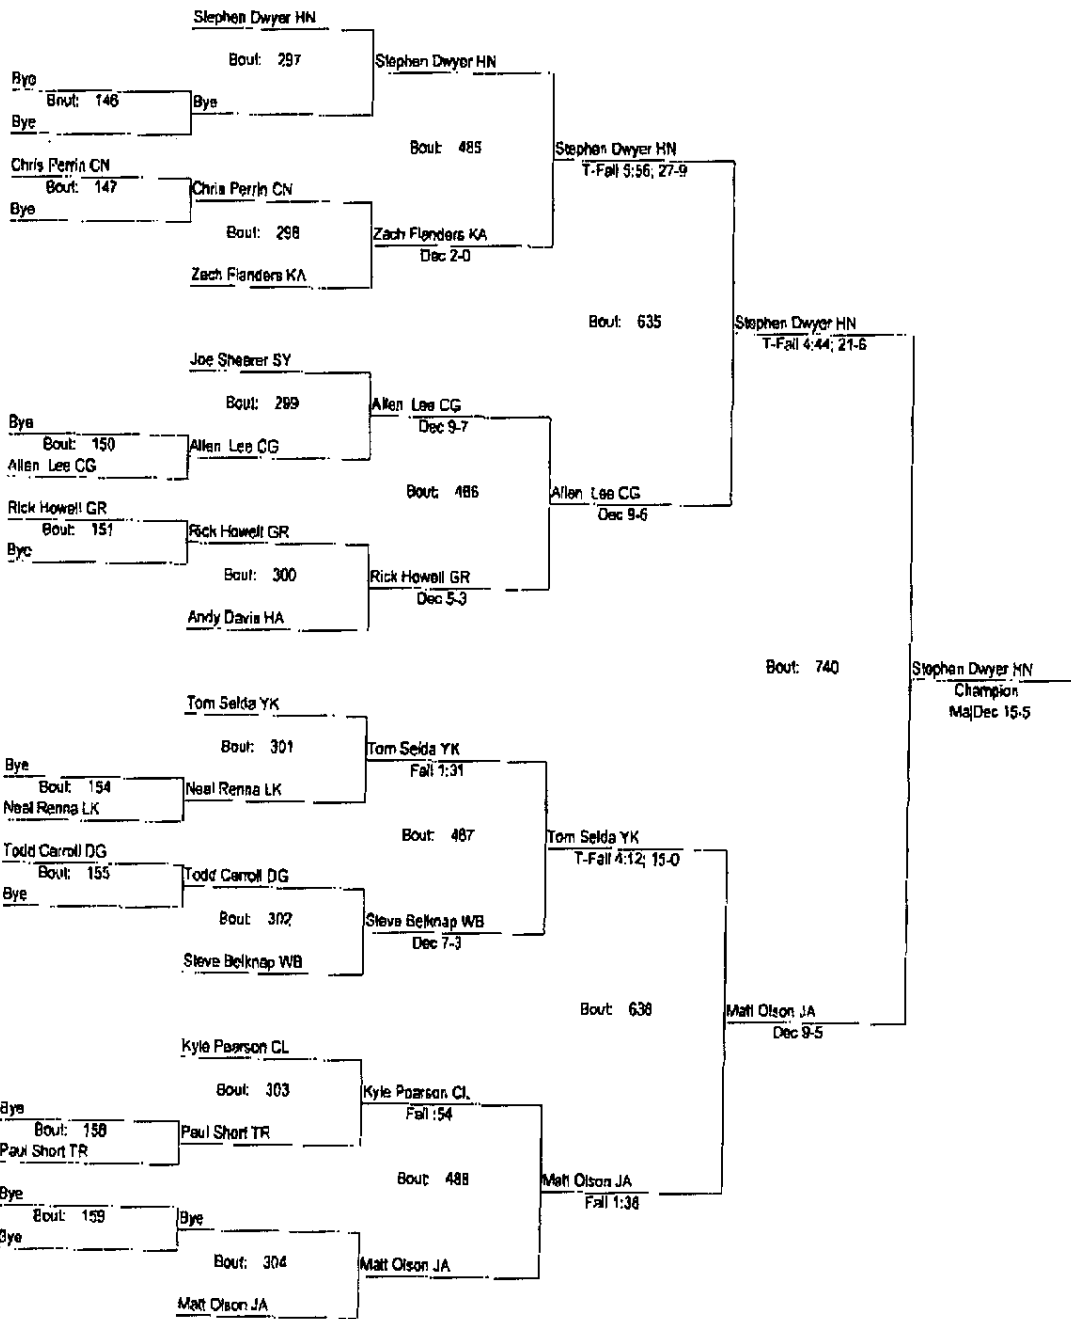 Stephen Dwyer HN
Bout: 297
Stephen Dwyer HN
Bye
Bout: 146
Bye
Bye
Bout: 485
Stephen Dwyer HN
T-Fall 5:56; 27-9
Chris Perrin CN
Bout: 147
Chris Perrin CN
Bye
Bout: 298
Zach Flanders KA
Dec 2-0
Zach Flanders KA
Bout: 635
Stephen Dwyer HN
T-Fall 4:44; 21-6
Joe Shearer SY
Bout: 299
Allen Lee CG
Dec 9-7
Bye
Bout: 150
Allen Lee CG
Allen Lee CG
Bout: 486
Allen Lee CG
Dec 9-6
Rick Howell GR
Bout: 151
Rick Howell GR
Bye
Bout: 300
Rick Howell GR
Dec 5-3
Andy Davis HA
Bout: 740
Stephen Dwyer HN
Champion
MajDec 15-5
Tom Selda YK
Bout: 301
Tom Selda YK
Fall 1:31
Bye
Bout: 154
Neal Renna LK
Neal Renna LK
Bout: 487
Tom Selda YK
T-Fall 4:12; 15-0
Todd Carroll DG
Bout: 155
Todd Carroll DG
Bye
Bout: 302
Steve Belknap WB
Dec 7-3
Steve Belknap WB
Bout: 636
Matt Olson JA
Dec 9-5
Kyle Pearson CL
Bout: 303
Kyle Pearson CL
Fall :54
Bye
Bout: 158
Paul Short TR
Paul Short TR
Bout: 488
Matt Olson JA
Fall 1:36
Bye
Bout: 159
Bye
Bye
Bout: 304
Matt Olson JA
Matt Olson JA